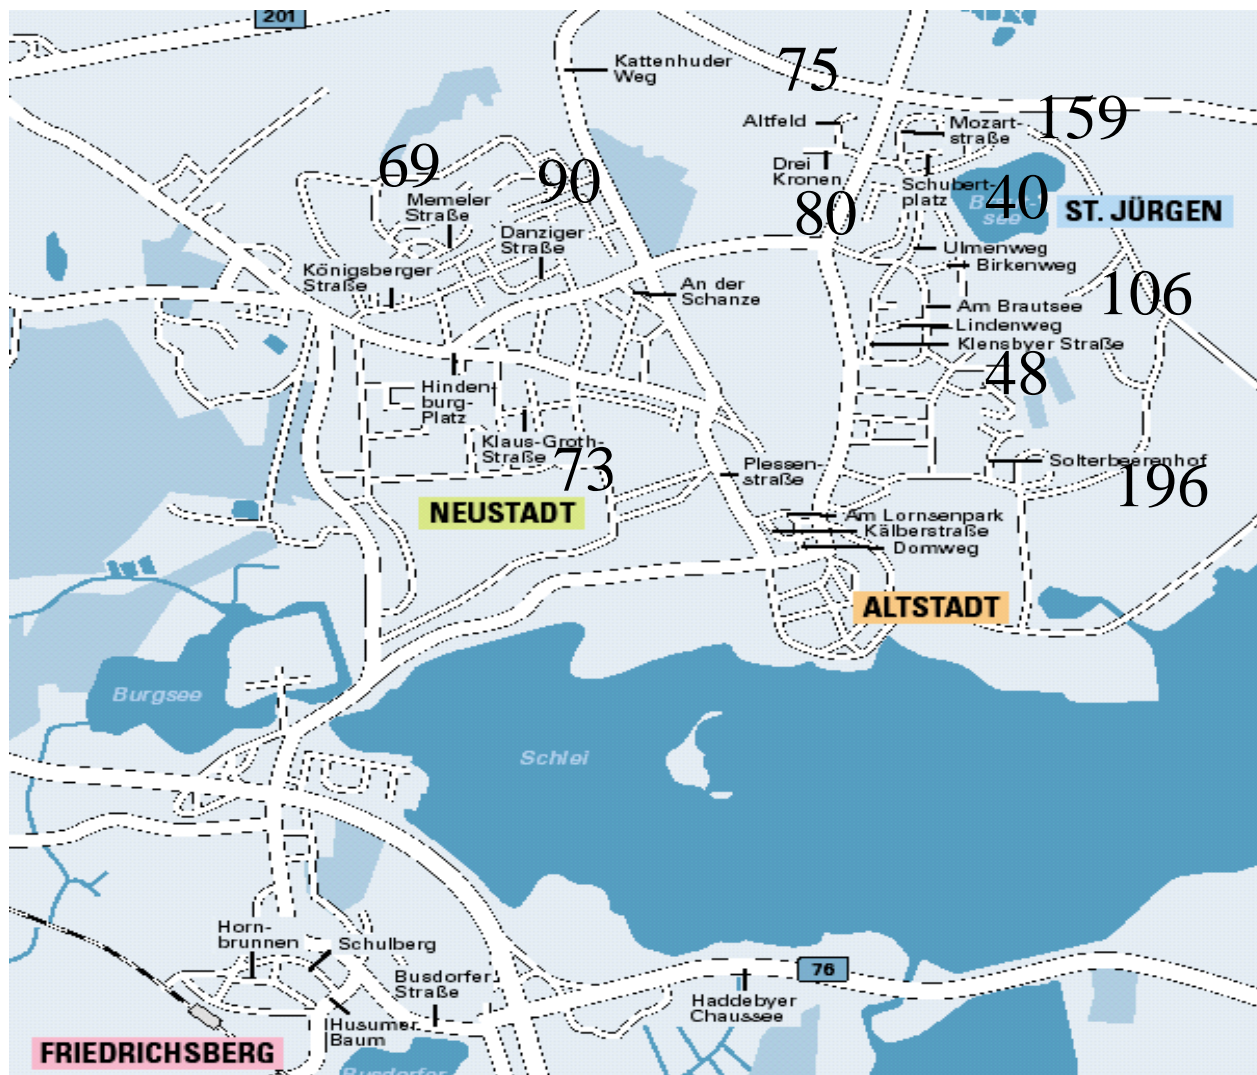 201
Kattenhuder
Weg
75
Altfeld
Mozart-
straße
159
Drei
Kronen
69
90
Memeler
Straße
Schubert-
platz
40
80
ST. JÜRGEN
Danziger
Straße
Ulmenweg
Birkenweg
Königsberger
Straße
An der
Schanze
106
Am Brautsee
Lindenweg
Klensbyer Straße
48
Hinden-
burg-
Platz
Klaus-Groth-
Straße
73
Plessen-
straße
Solterbeerenhof
196
NEUSTADT
Am Lornsenpark
Kälberstraße
Domweg
ALTSTADT
Burgsee
Schlei
Horn-
brunnen
Schulberg
Busdorfer
Straße
76
Haddebyer
Chaussee
Husumer
Baum
FRIEDRICHSBERG
Busdorfer